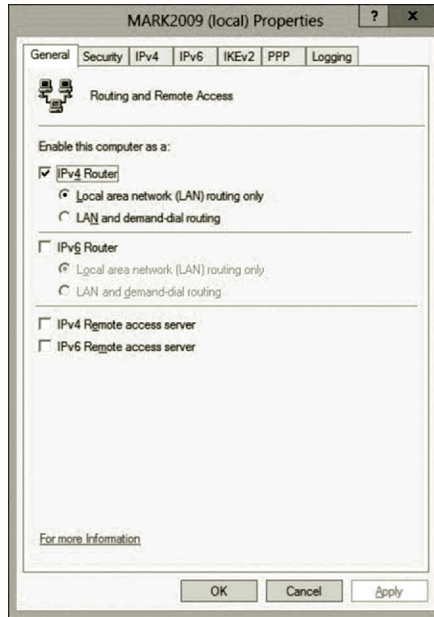 MARK2009 (local) Properties ? x
General Security IPv4 IPv6 IKEv2 PPP Logging
Routing and Remote Access
Enable this computer as a:
IPv4 Router
Local area network (LAN) routing only
LAN and demand-dial routing
IPv6 Router
Local area network (LAN) routing only
LAN and demand-dial routing
IPv4 Remote access server
IPv6 Remote access server
For more Information
OK Cancel Apply